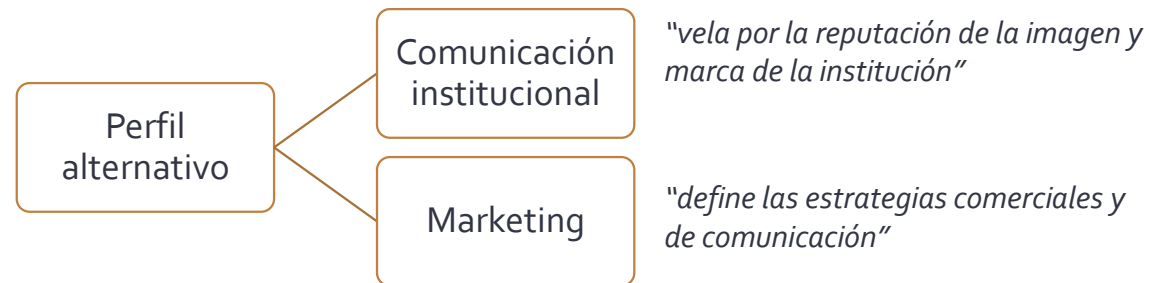 Perfil
alternativo
Comunicación
institucional
“vela por la reputación de la imagen y
marca de la institución”
Marketing
“define las estrategias comerciales y
de comunicación”